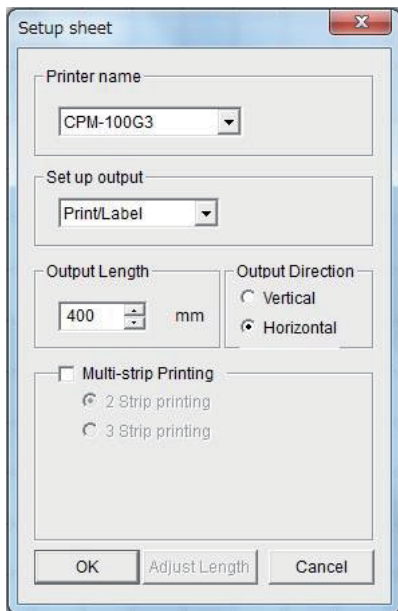 Setup sheet
Printer name
CPM-100G3
Set up output
Print/Label
Output Length
400 mm
Output Direction
Vertical
Horizontal
Multi-strip Printing
2 Strip printing
3 Strip printing
OK Adjust Length Cancel